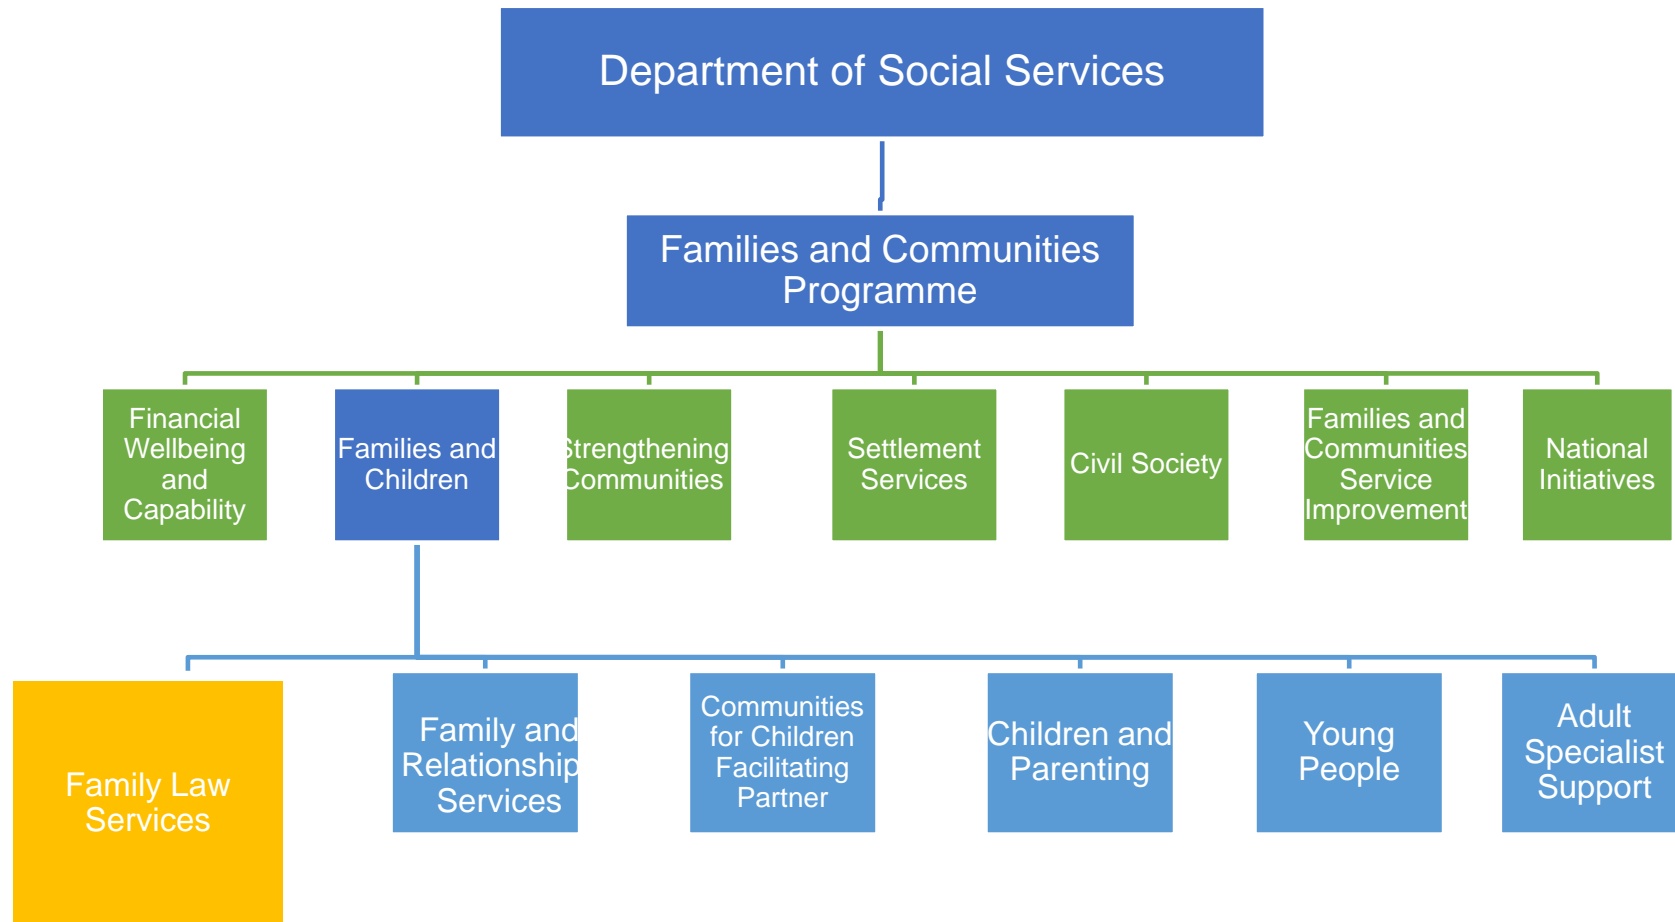 Department of Social Services
Families and Communities
Programme
Financial
Wellbeing
and
Capability
Families and
Children
Strengthening
Communities
Settlement
Services
Civil Society
Families and
Communities
Service
Improvement
National
Initiatives
Family Law
Services
Family and
Relationship
Services
Communities
for Children
Facilitating
Partner
Children and
Parenting
Young
People
Adult
Specialist
Support